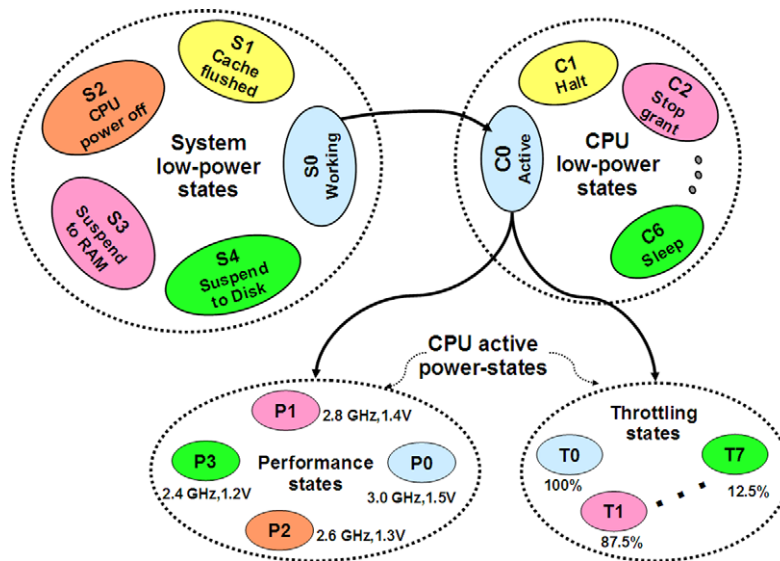 S1
Cache
flushed
S2
CPU
power off
System
low-power
states
S0
Working
S3
Suspend
to RAM
S4
Suspend
to Disk
C1
Halt
C2
Stop
grant
C0
Active
CPU
low-power
states
C6
Sleep
CPU active
power-states
P1
2.8 GHz,1.4V
P3
2.4 GHz,1.2V
Performance
states
P0
3.0 GHz,1.5V
P2
2.6 GHz,1.3V
Throttling
states
T0
100%
T7
12.5%
T1
87.5%